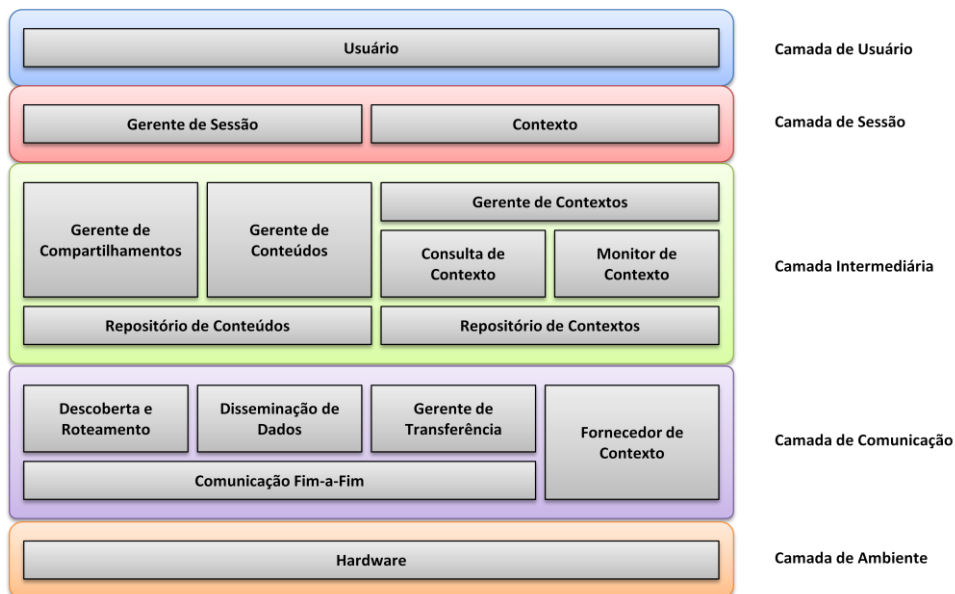 Usuário
Camada de Usuário
Gerente de Sessão
Contexto
Camada de Sessão
Gerente de
Compartilhamentos
Gerente de
Conteúdos
Gerente de Contextos
Consulta de
Contexto
Monitor de
Contexto
Repositório de Conteúdos
Repositório de Contextos
Camada Intermediária
Descoberta e
Roteamento
Disseminação de
Dados
Gerente de
Transferência
Fornecedor de
Contexto
Comunicação Fim-a-Fim
Camada de Comunicação
Hardware
Camada de Ambiente